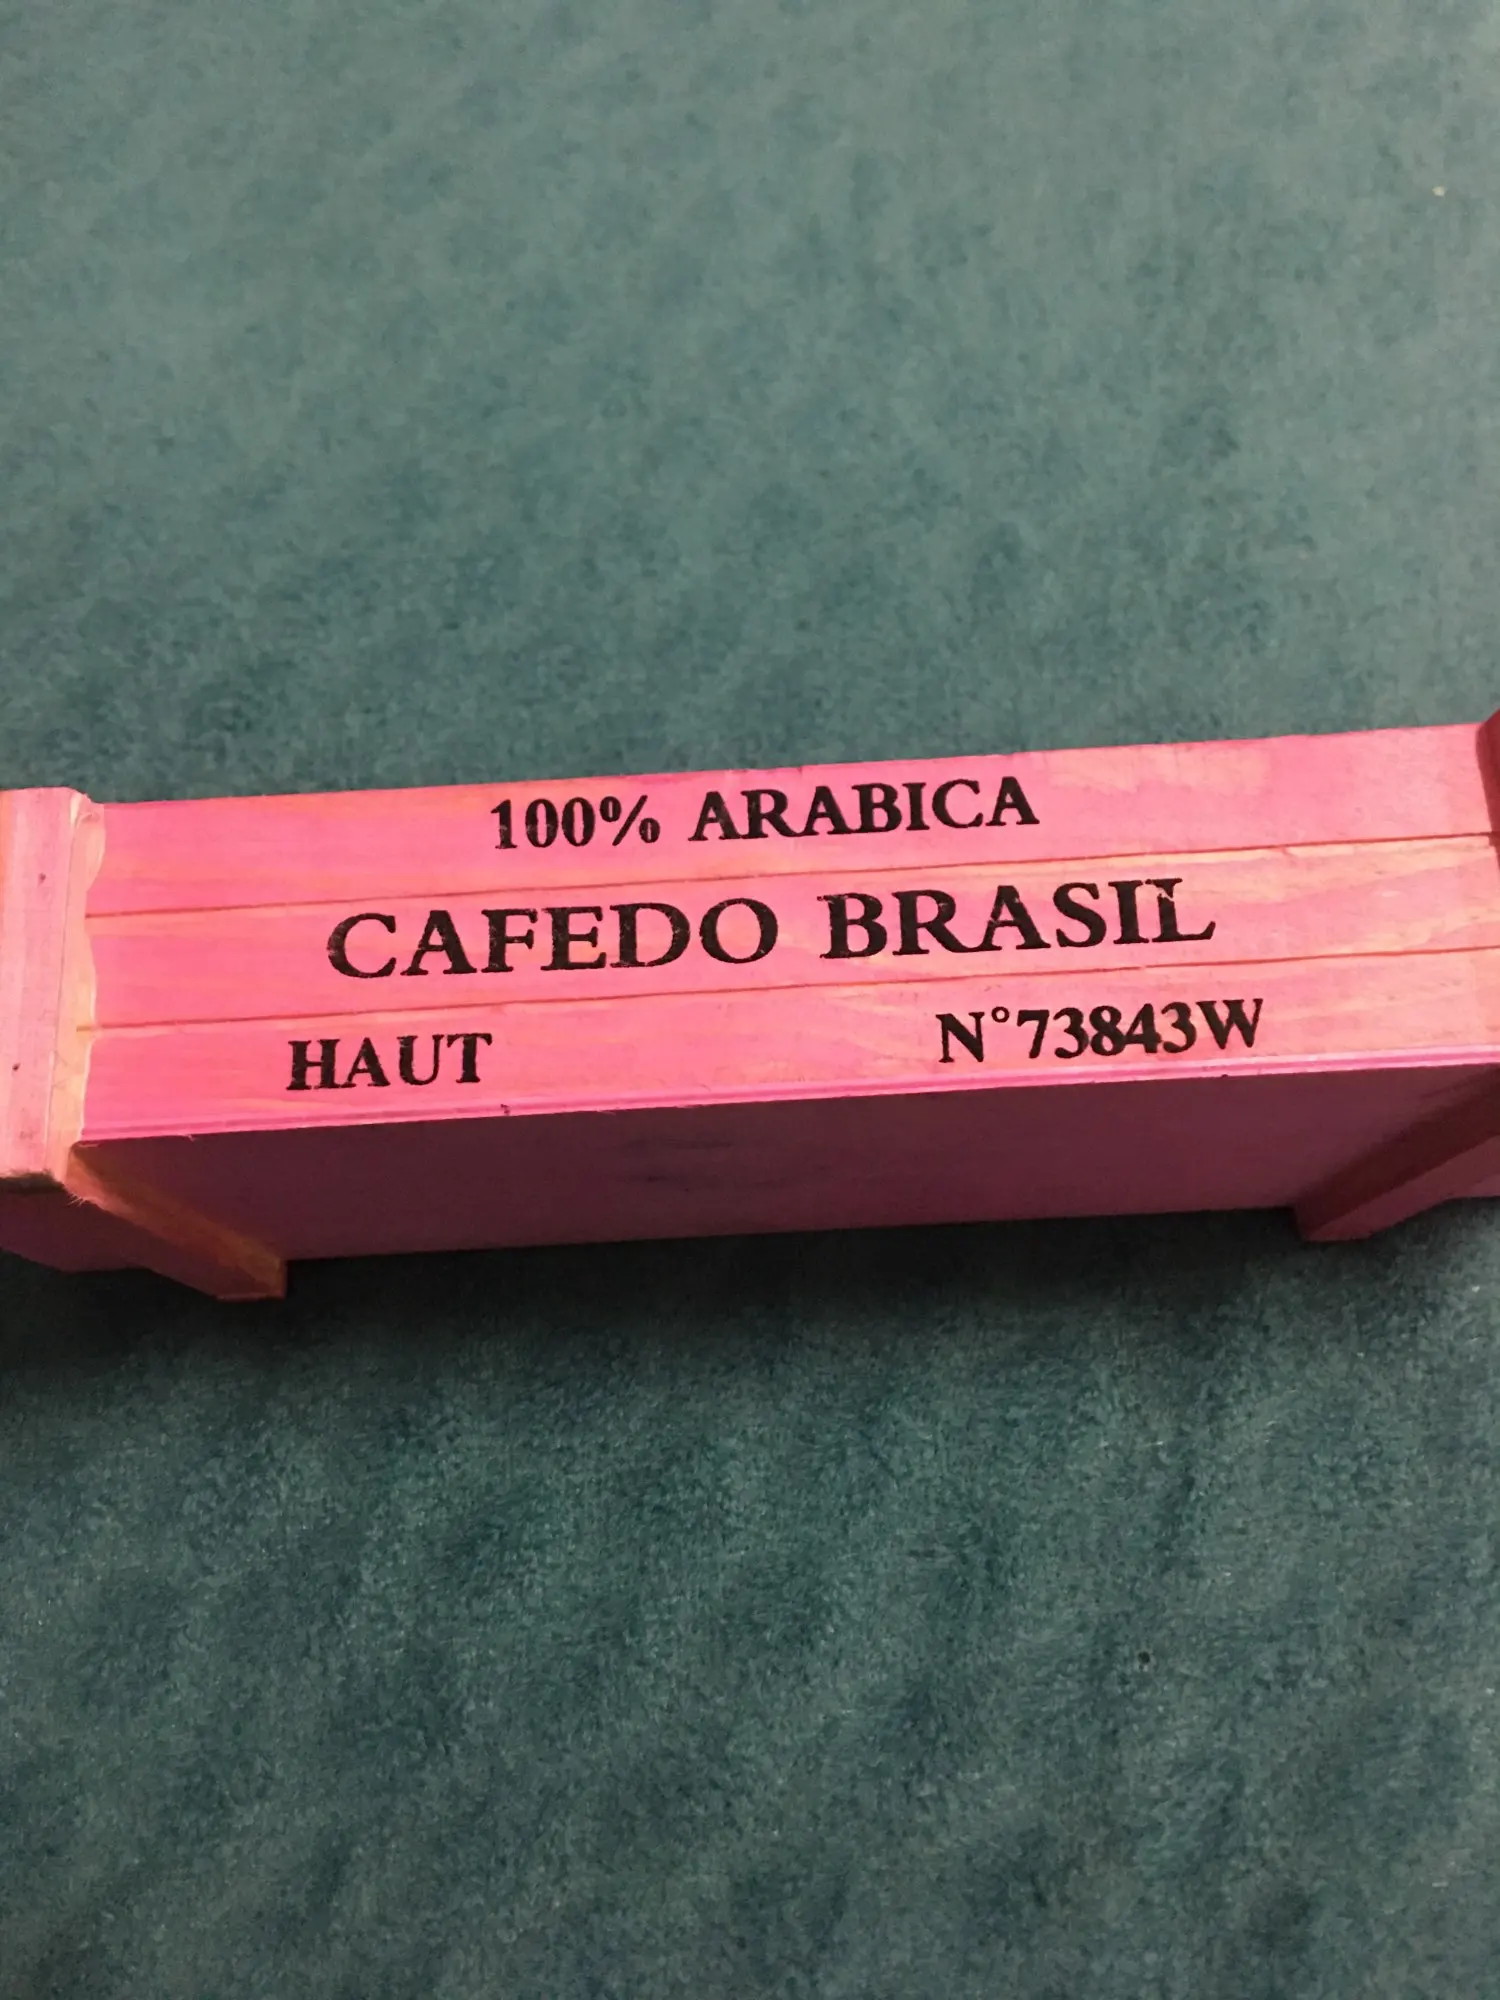 100% ARABICA
CAFEDO BRASIL
HAUT N°73843W